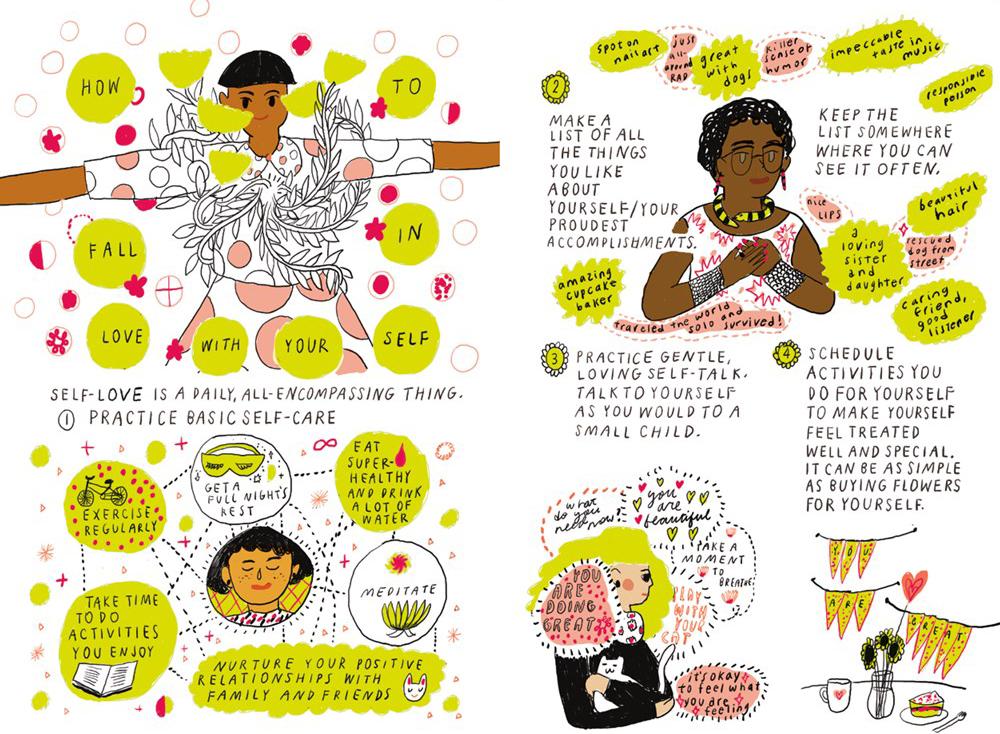 HOW
TO
FALL
IN
LOVE
WITH
YOUR
SELF
SELF-LOVE IS A DAILY, ALL-ENCOMPASSING THING.
① PRACTICE BASIC SELF-CARE
EXERCISE
REGULARLY
GET A
FULL NIGHT'S
REST
EAT
SUPER-
HEALTHY
AND DRINK
A LOT OF
WATER
MEDITATE
TAKE TIME
TO DO
ACTIVITIES
YOU ENJOY
NURTURE YOUR POSITIVE
RELATIONSHIPS WITH
FAMILY AND FRIENDS
spot on
nail art
just
all-
around
RAD
great
with
dogs
killer
sense of
humor
impeccable
taste in
music
responsible
person
②
MAKE A
LIST OF ALL
THE THINGS
YOU LIKE
ABOUT
YOURSELF/YOUR
PROUDEST
ACCOMPLISHMENTS.
KEEP THE
LIST SOMEWHERE
WHERE YOU CAN
SEE IT OFTEN.
nice
LIPS
beautiful
hair
a
loving
sister
and
daughter
rescued
dog from
street
amazing
cupcake
baker
caring
friend,
good
listener
traveled the world
solo and survived!
③ PRACTICE GENTLE,
LOVING SELF-TALK.
TALK TO YOURSELF
AS YOU WOULD TO A
SMALL CHILD.
④ SCHEDULE
ACTIVITIES YOU
DO FOR YOURSELF
TO MAKE YOURSELF
FEEL TREATED
WELL AND SPECIAL.
IT CAN BE AS SIMPLE
AS BUYING FLOWERS
FOR YOURSELF.
what
do you
need now?
you
are
beautiful
TAKE A
MOMENT
TO
BREATHE
YOU
ARE
DOING
GREAT
PLAY
WITH
YOUR
CAT
it's okay
to feel what
you are
feeling
YOU
ARE
GREAT